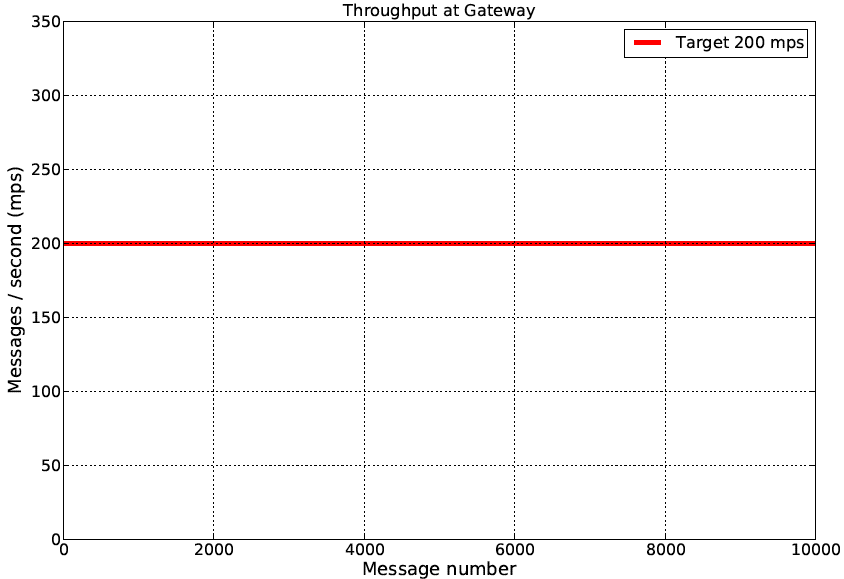 Throughput at Gateway
Target 200 mps
Messages / second (mps)
350
300
250
200
150
100
50
0
0 2000 4000 6000 8000 10000
Message number